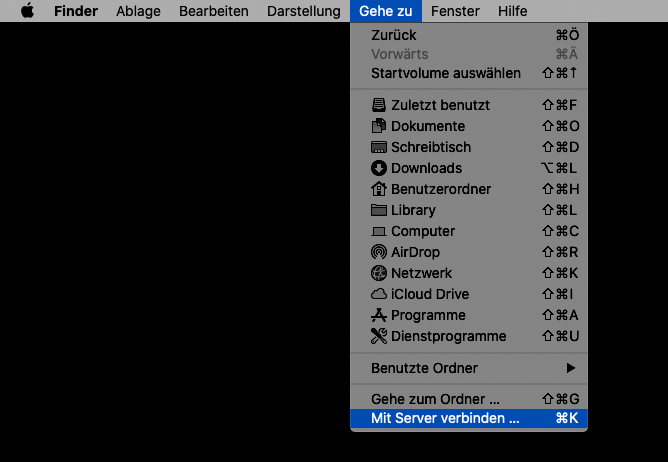 Finder Ablage Bearbeiten Darstellung Gehe zu Fenster Hilfe
Zurück ⌘Ö
Vorwärts ⌘Ä
Startvolume auswählen ⇧⌘↑
Zuletzt benutzt ⇧⌘F
Dokumente ⇧⌘O
Schreibtisch ⇧⌘D
Downloads ⌥⌘L
Benutzerordner ⇧⌘H
Library ⇧⌘L
Computer ⇧⌘C
AirDrop ⇧⌘R
Netzwerk ⇧⌘K
iCloud Drive ⇧⌘I
Programme ⇧⌘A
Dienstprogramme ⇧⌘U
Benutzte Ordner ▶
Gehe zum Ordner ... ⇧⌘G
Mit Server verbinden ... ⌘K